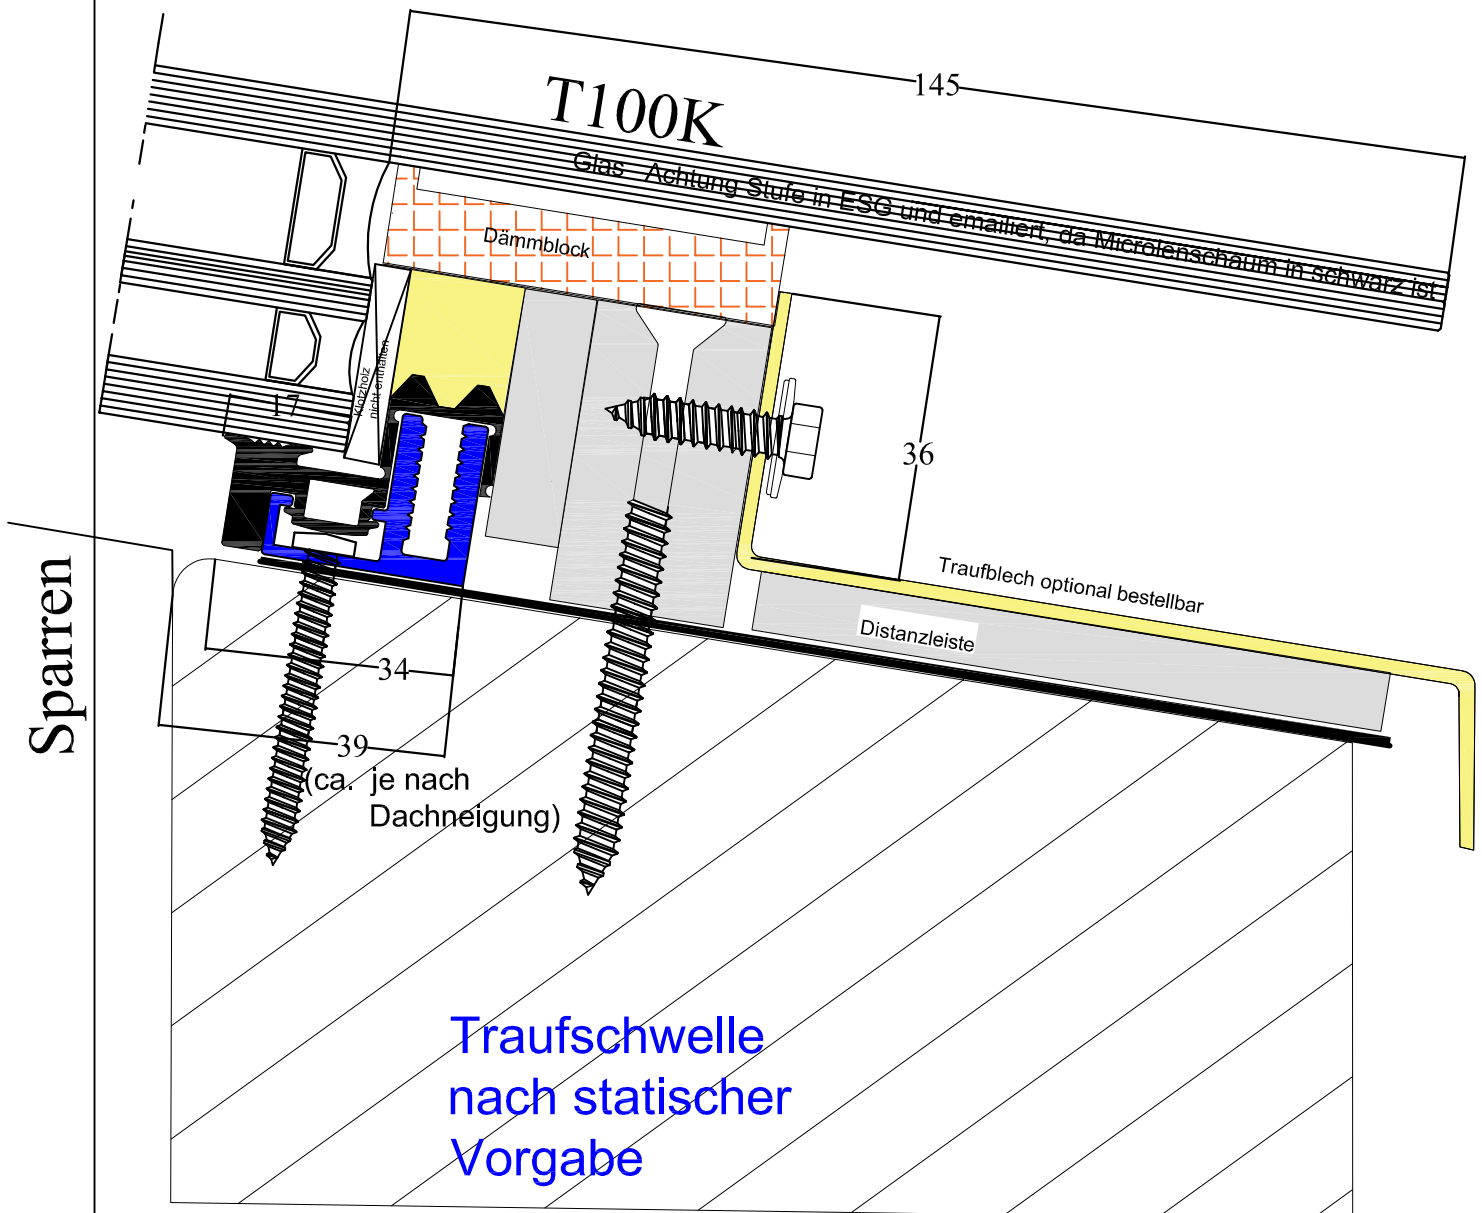 145
T100K
Glas - Achtung Stufe in ESG und emailiert, da Microlenschaum in schwarz ist
Dämmblock
Klotzholz
nicht enthalten
17
36
Traufblech optional bestellbar
Distanzleiste
Sparren
34
39
(ca. je nach
Dachneigung)
Traufschwelle
nach statischer
Vorgabe